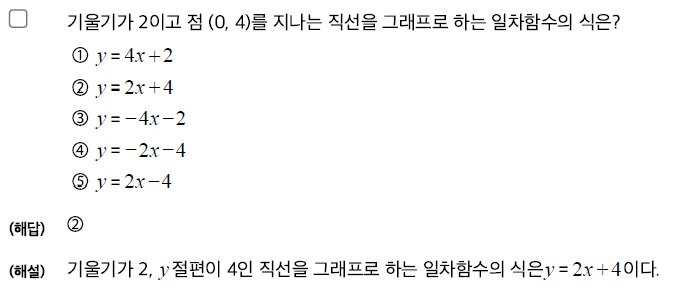 기울기가 2이고 점 (0, 4)를 지나는 직선을 그래프로 하는 일차함수의 식은?
① y = 4x+2
② y = 2x+4
③ y = −4x−2
④ y = −2x−4
⑤ y = 2x−4
(해답) ②
(해설) 기울기가 2, y절편이 4인 직선을 그래프로 하는 일차함수의 식은y = 2x+4이다.